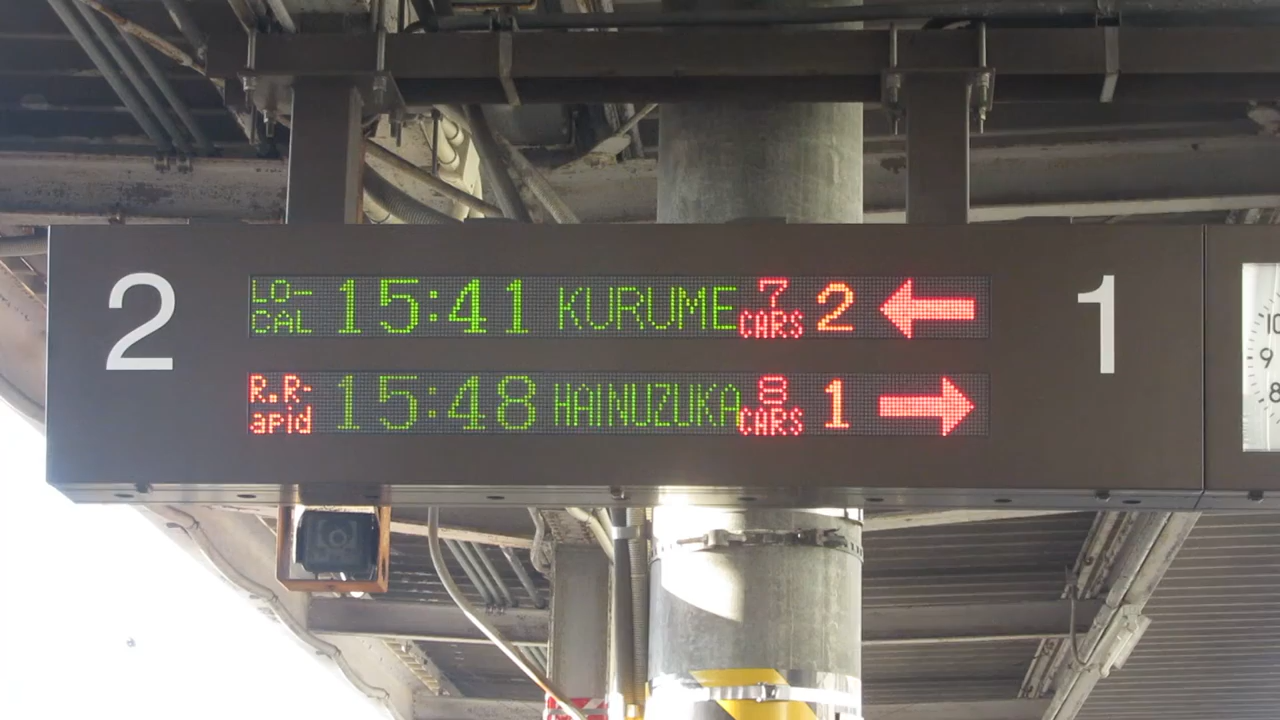 2
LO-
CAL 15:41 KURUME 7 CARS 2 ←
R.R-
apid 15:48 HAINUZUKA 8 CARS 1 →
1
10
9
8